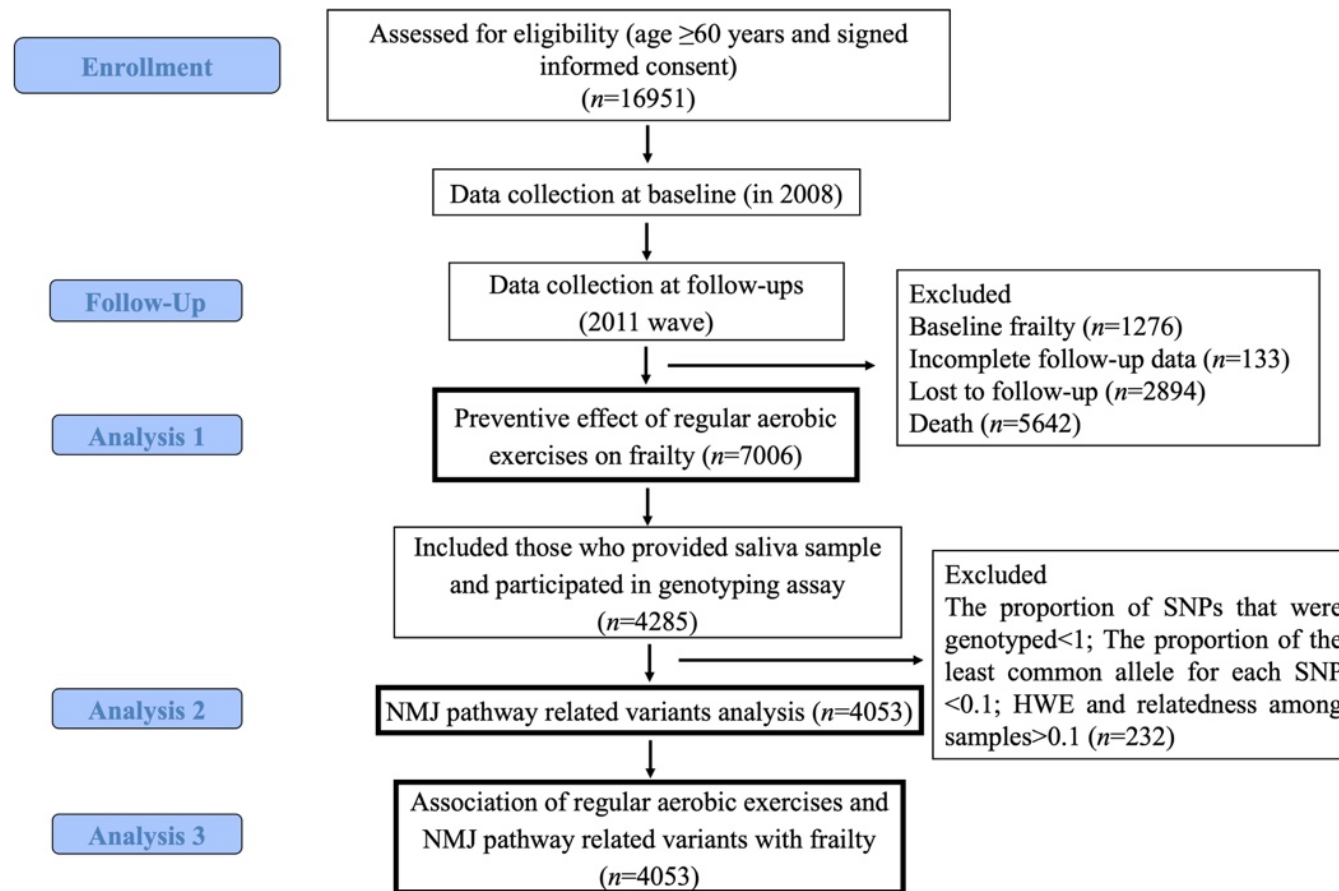 Enrollment
Assessed for eligibility (age ≥60 years and signed
informed consent)
(n=16951)
Data collection at baseline (in 2008)
Follow-Up
Data collection at follow-ups
(2011 wave)
Excluded
Baseline frailty (n=1276)
Incomplete follow-up data (n=133)
Lost to follow-up (n=2894)
Death (n=5642)
Analysis 1
Preventive effect of regular aerobic
exercises on frailty (n=7006)
Included those who provided saliva sample
and participated in genotyping assay
(n=4285)
Excluded
The proportion of SNPs that were
genotyped<1; The proportion of the
least common allele for each SNP
<0.1; HWE and relatedness among
samples>0.1 (n=232)
Analysis 2
NMJ pathway related variants analysis (n=4053)
Analysis 3
Association of regular aerobic exercises and
NMJ pathway related variants with frailty
(n=4053)